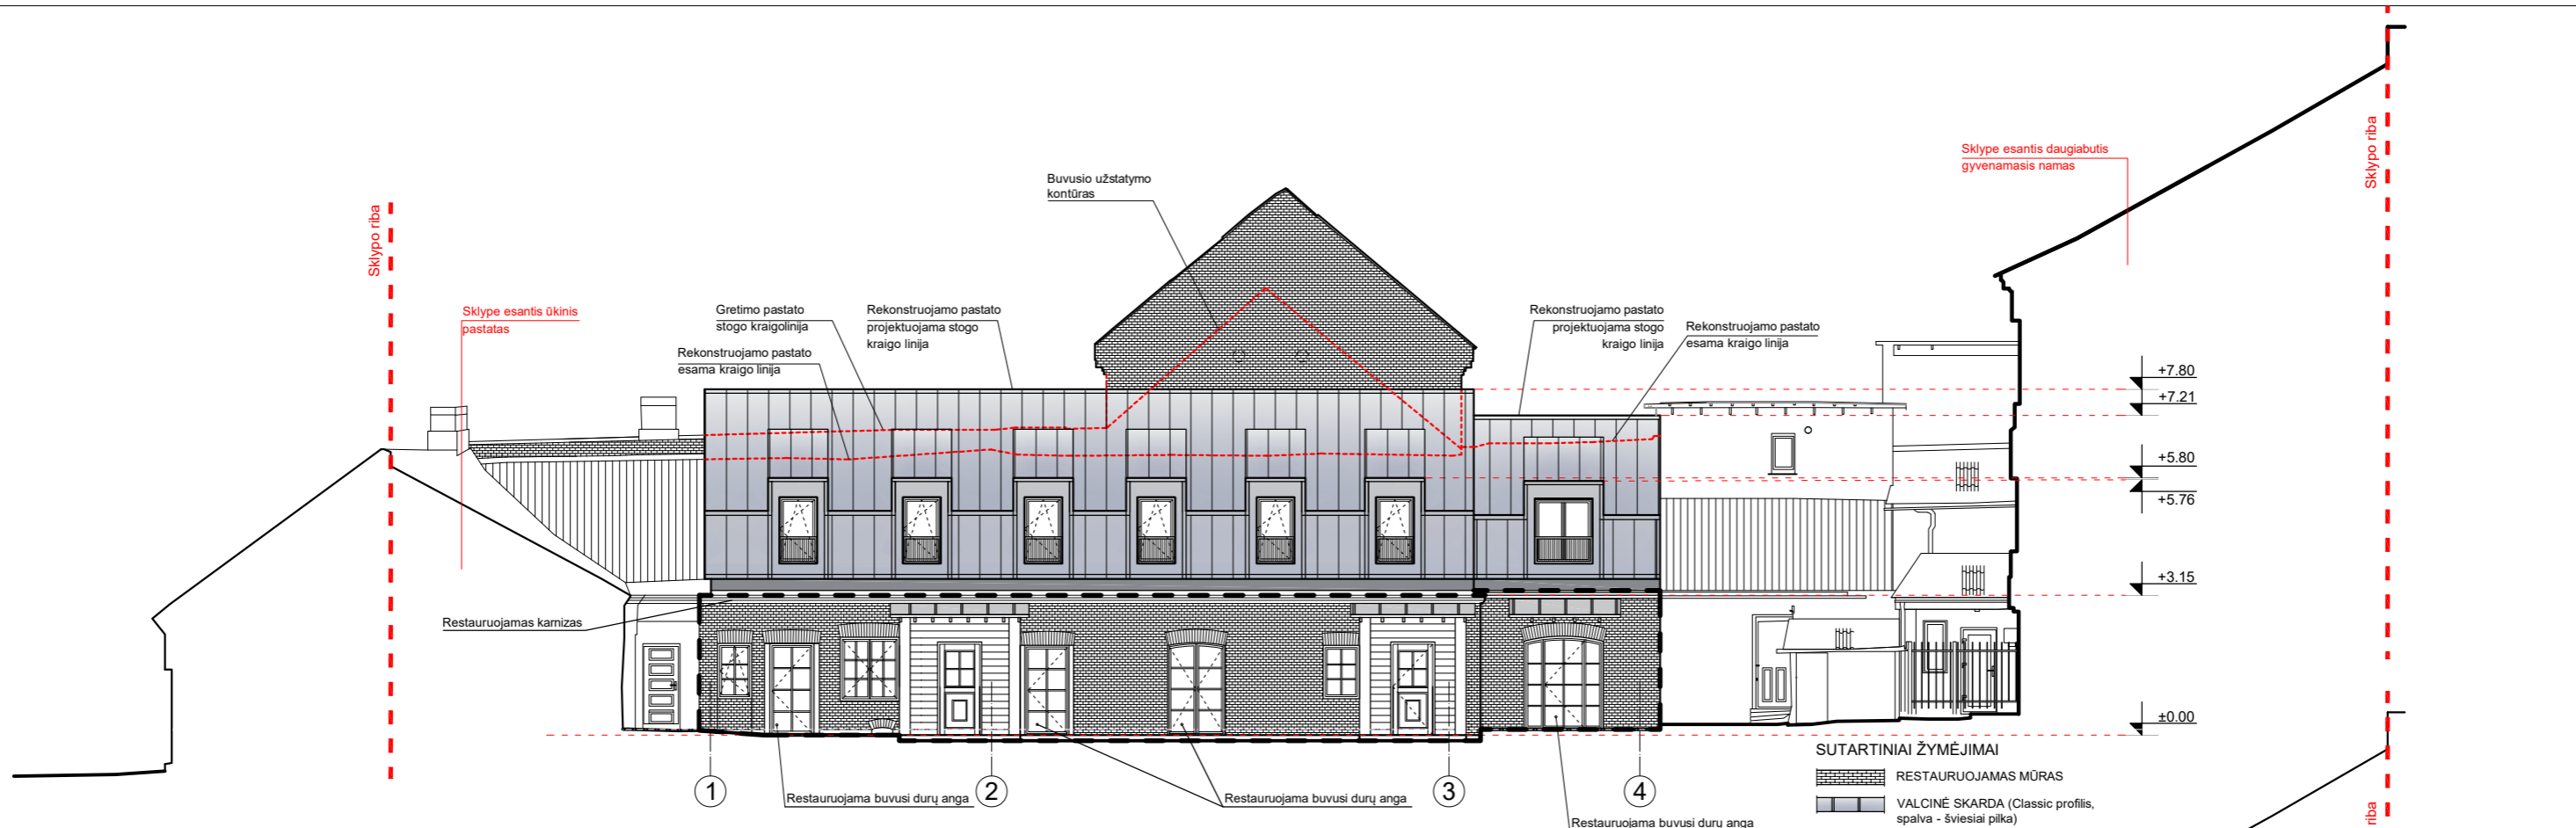 Sklypo riba
Sklype esantis ūkinis
pastatas
Gretimo pastato
stogo kraigolinija
Rekonstruojamo pastato
esama kraigo linija
Rekonstruojamo pastato
projektuojama stogo
kraigo linija
Buvusio užstatymo
kontūras
Rekonstruojamo pastato
projektuojama stogo
kraigo linija
Rekonstruojamo pastato
esama kraigo linija
Sklype esantis daugiabutis
gyvenamasis namas
Sklypo riba
+7.80
+7.21
+5.80
+5.76
+3.15
±0.00
Restauruojamas karnizas
1
2
3
4
Restauruojama buvusi durų anga
Restauruojama buvusi durų anga
Restauruojama buvusi durų anga
SUTARTINIAI ŽYMĖJIMAI
RESTAURUOJAMAS MŪRAS
VALCINĖ SKARDA (Classic profilis,
spalva - šviesiai pilka)
riba